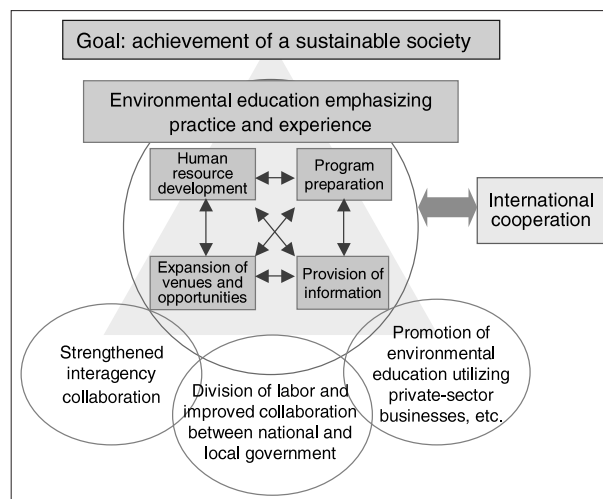 Goal: achievement of a sustainable society
Environmental education emphasizing
practice and experience
Human
resource
development
Program
preparation
International
cooperation
Expansion of
venues and
opportunities
Provision of
information
Strengthened
interagency
collaboration
Division of labor and
improved collaboration
between national and
local government
Promotion of
environmental
education utilizing
private-sector
businesses, etc.